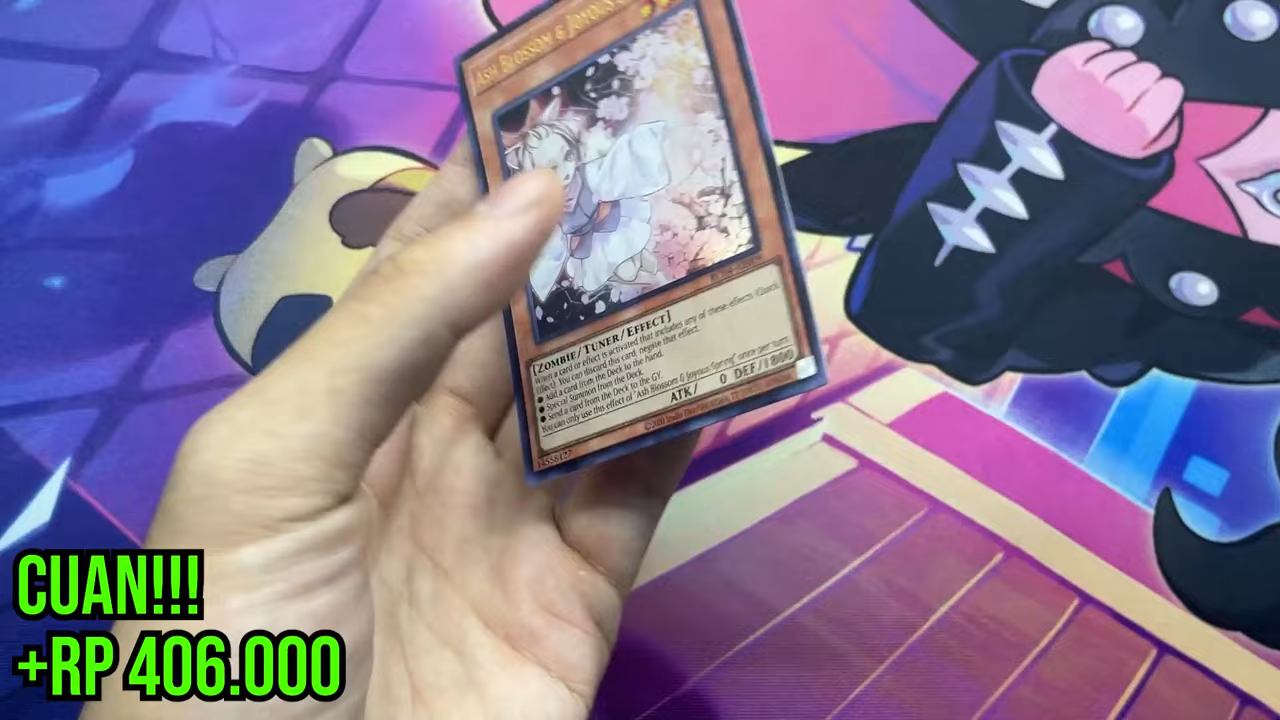 ASH BLOSSOM & JOYOUS
[ZOMBIE/TUNER/EFFECT]
When a card or effect is activated that includes any of these effects (Quick
Effect): You can discard this card; negate that effect.
● Add a card from the Deck to the hand.
● Special Summon from the Deck.
● Send a card from the Deck to the GY.
You can only use this effect of "Ash Blossom & Joyous Spring" once per turn.
ATK/ 0 DEF/1800
14558127
CUAN!!!
+RP 406.000